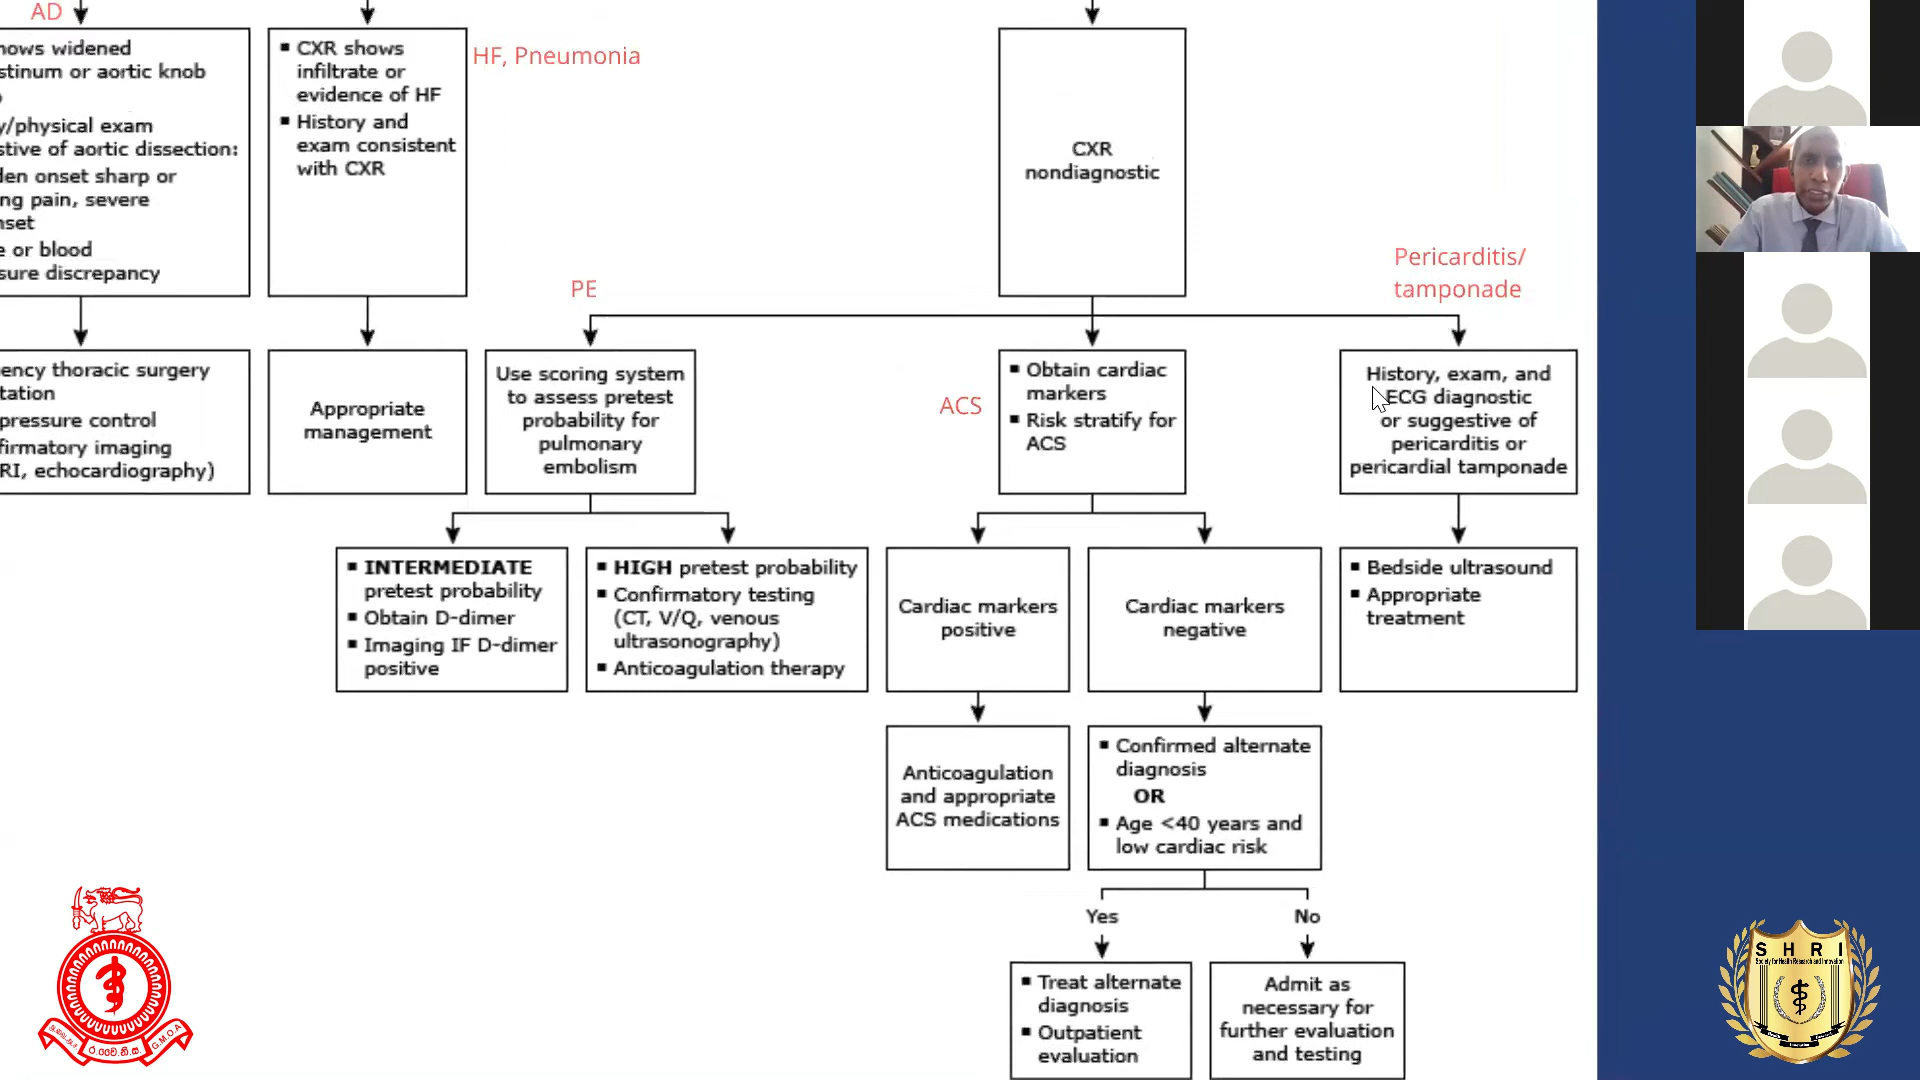 AD
hows widened
stinum or aortic knob
y/physical exam
stive of aortic dissection:
den onset sharp or
ng pain, severe
nset
e or blood
sure discrepancy
ency thoracic surgery
tation
pressure control
firmatory imaging
RI, echocardiography)
▪ CXR shows
infiltrate or
evidence of HF
▪ History and
exam consistent
with CXR
HF, Pneumonia
Appropriate
management
CXR
nondiagnostic
PE
Use scoring system
to assess pretest
probability for
pulmonary
embolism
▪ INTERMEDIATE
pretest probability
▪ Obtain D-dimer
▪ Imaging IF D-dimer
positive
▪ HIGH pretest probability
▪ Confirmatory testing
(CT, V/Q, venous
ultrasonography)
▪ Anticoagulation therapy
ACS
▪ Obtain cardiac
markers
▪ Risk stratify for
ACS
Cardiac markers
positive
Cardiac markers
negative
Anticoagulation
and appropriate
ACS medications
▪ Confirmed alternate
diagnosis
OR
▪ Age <40 years and
low cardiac risk
Yes
No
▪ Treat alternate
diagnosis
▪ Outpatient
evaluation
Admit as
necessary for
further evaluation
and testing
Pericarditis/
tamponade
History, exam, and
ECG diagnostic
or suggestive of
pericarditis or
pericardial tamponade
▪ Bedside ultrasound
▪ Appropriate
treatment
G.M.O.A
S H R I
Society for Health Research and Innovation